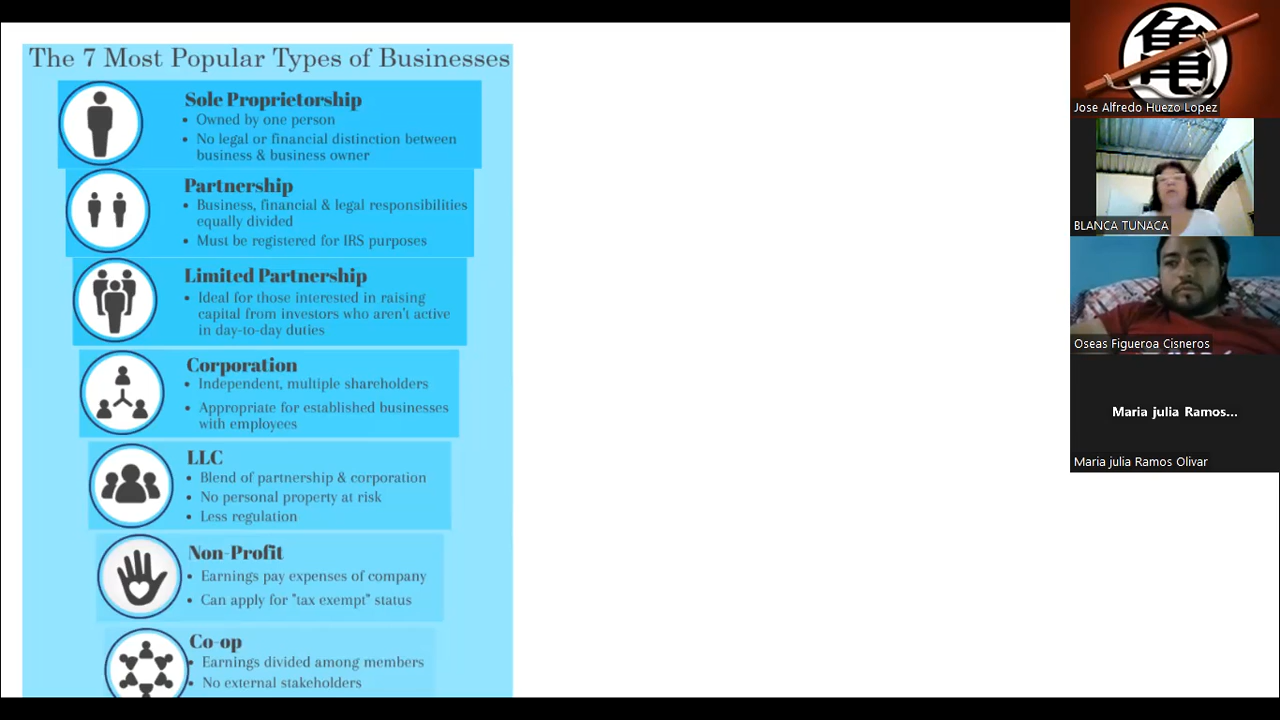 The 7 Most Popular Types of Businesses
Sole Proprietorship
• Owned by one person
• No legal or financial distinction between
business & business owner
Partnership
• Business, financial & legal responsibilities
equally divided
• Must be registered for IRS purposes
Limited Partnership
• Ideal for those interested in raising
capital from investors who aren't active
in day-to-day duties
Corporation
• Independent, multiple shareholders
• Appropriate for established businesses
with employees
LLC
• Blend of partnership & corporation
• No personal property at risk
• Less regulation
Non-Profit
• Earnings pay expenses of company
• Can apply for "tax exempt" status
Co-op
• Earnings divided among members
• No external stakeholders
亀
Jose Alfredo Huezo Lopez
BLANCA TUNACA
Oseas Figueroa Cisneros
Maria julia Ramos...
Maria julia Ramos Olivar